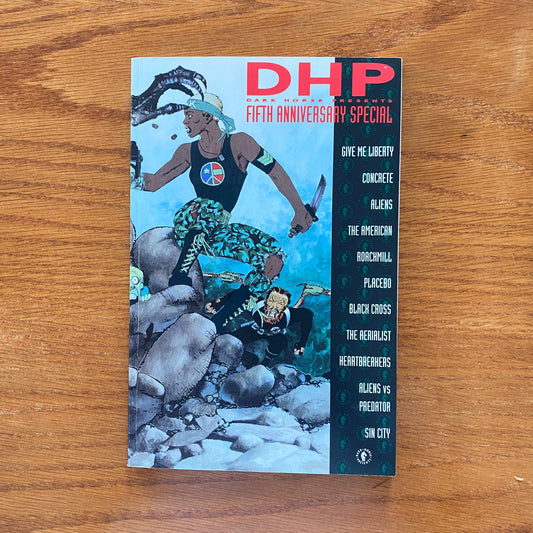 DHP
DARK HORSE PRESENTS
FIFTH ANNIVERSARY SPECIAL
GIVE ME LIBERTY
CONCRETE
ALIENS
THE AMERICAN
ROACHMILL
PLACEBO
BLACK CROSS
THE AERIALIST
HEARTBREAKERS
ALIENS VS
PREDATOR
SIN CITY